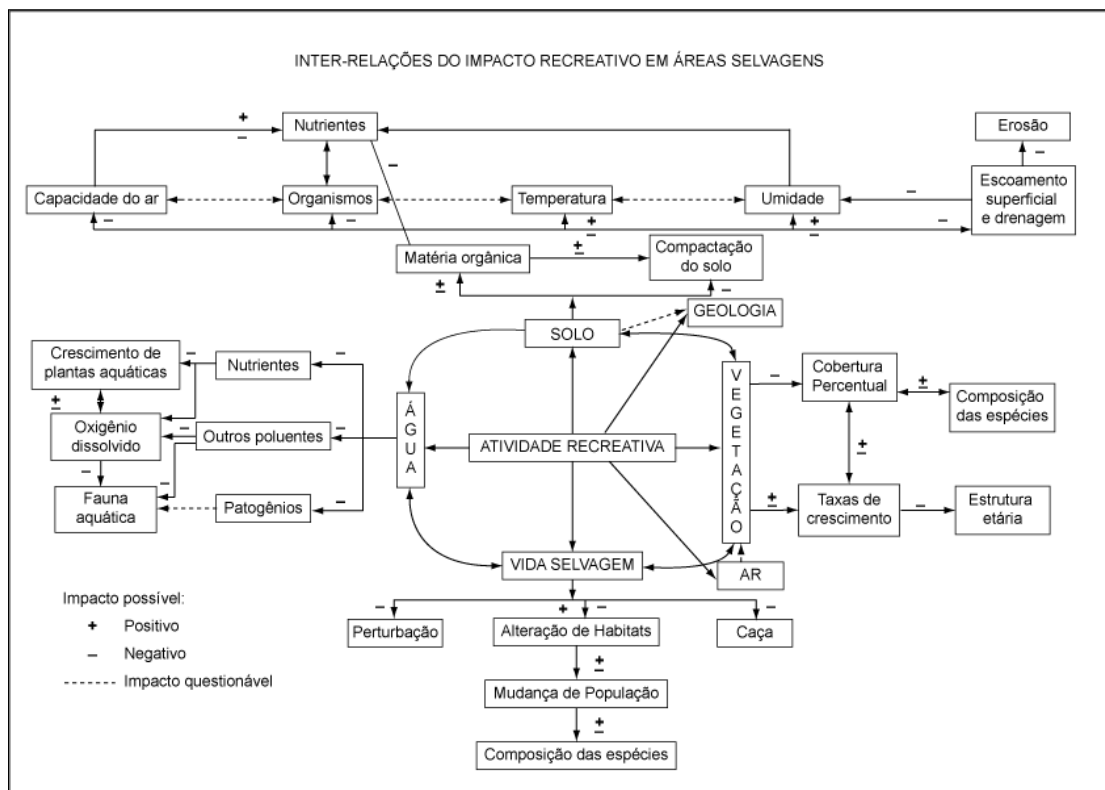 INTER-RELAÇÕES DO IMPACTO RECREATIVO EM ÁREAS SELVAGENS
+
–
Nutrientes
Erosão
–
–
Capacidade do ar
Organismos
Temperatura
Umidade
–
Escoamento
superficial
e drenagem
–
–
+
–
+
–
–
Matéria orgânica
±
Compactação
do solo
±
–
GEOLOGIA
SOLO
Crescimento de
plantas aquáticas
–
Nutrientes
–
±
Oxigênio
dissolvido
–
–
Outros poluentes
–
–
–
Fauna
aquática
Patogênios
–
ÁGUA
ATIVIDADE RECREATIVA
VEGETAÇÃO
–
Cobertura
Percentual
±
Composição
das espécies
±
±
Taxas de
crescimento
–
Estrutura
etária
VIDA SELVAGEM
AR
–
+
–
–
Perturbação
Alteração de Habitats
Caça
±
Mudança de População
±
Composição das espécies
Impacto possível:
+ Positivo
– Negativo
------- Impacto questionável